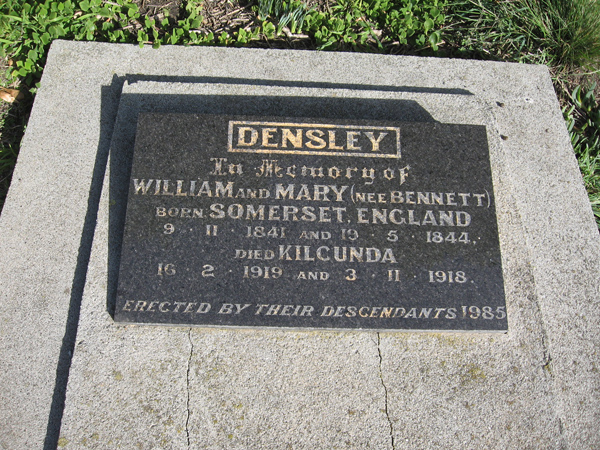 DENSLEY
In Memory of
WILLIAM AND MARY (NEE BENNETT)
BORN SOMERSET, ENGLAND
9 · 11 · 1841 AND 19 · 5 · 1844.
DIED KILCUNDA
16 · 2 · 1919 AND 3 · 11 · 1918.
ERECTED BY THEIR DESCENDANTS 1985